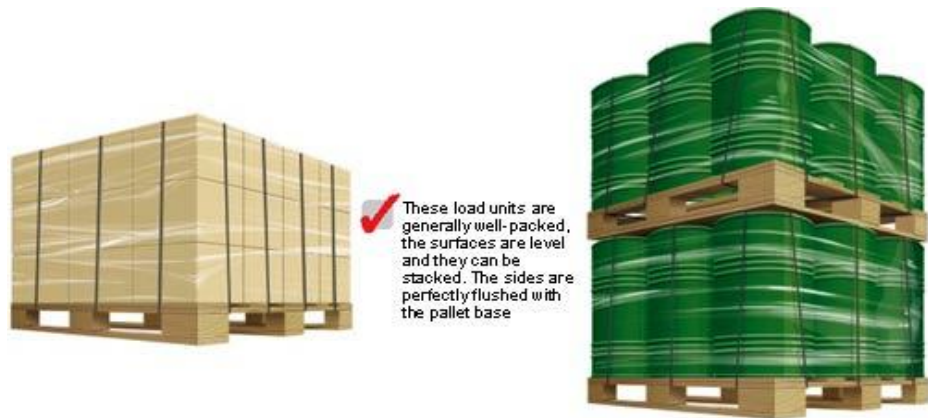 These load units are
generally well-packed,
the surfaces are level
and they can be
stacked. The sides are
perfectly flushed with
the pallet base